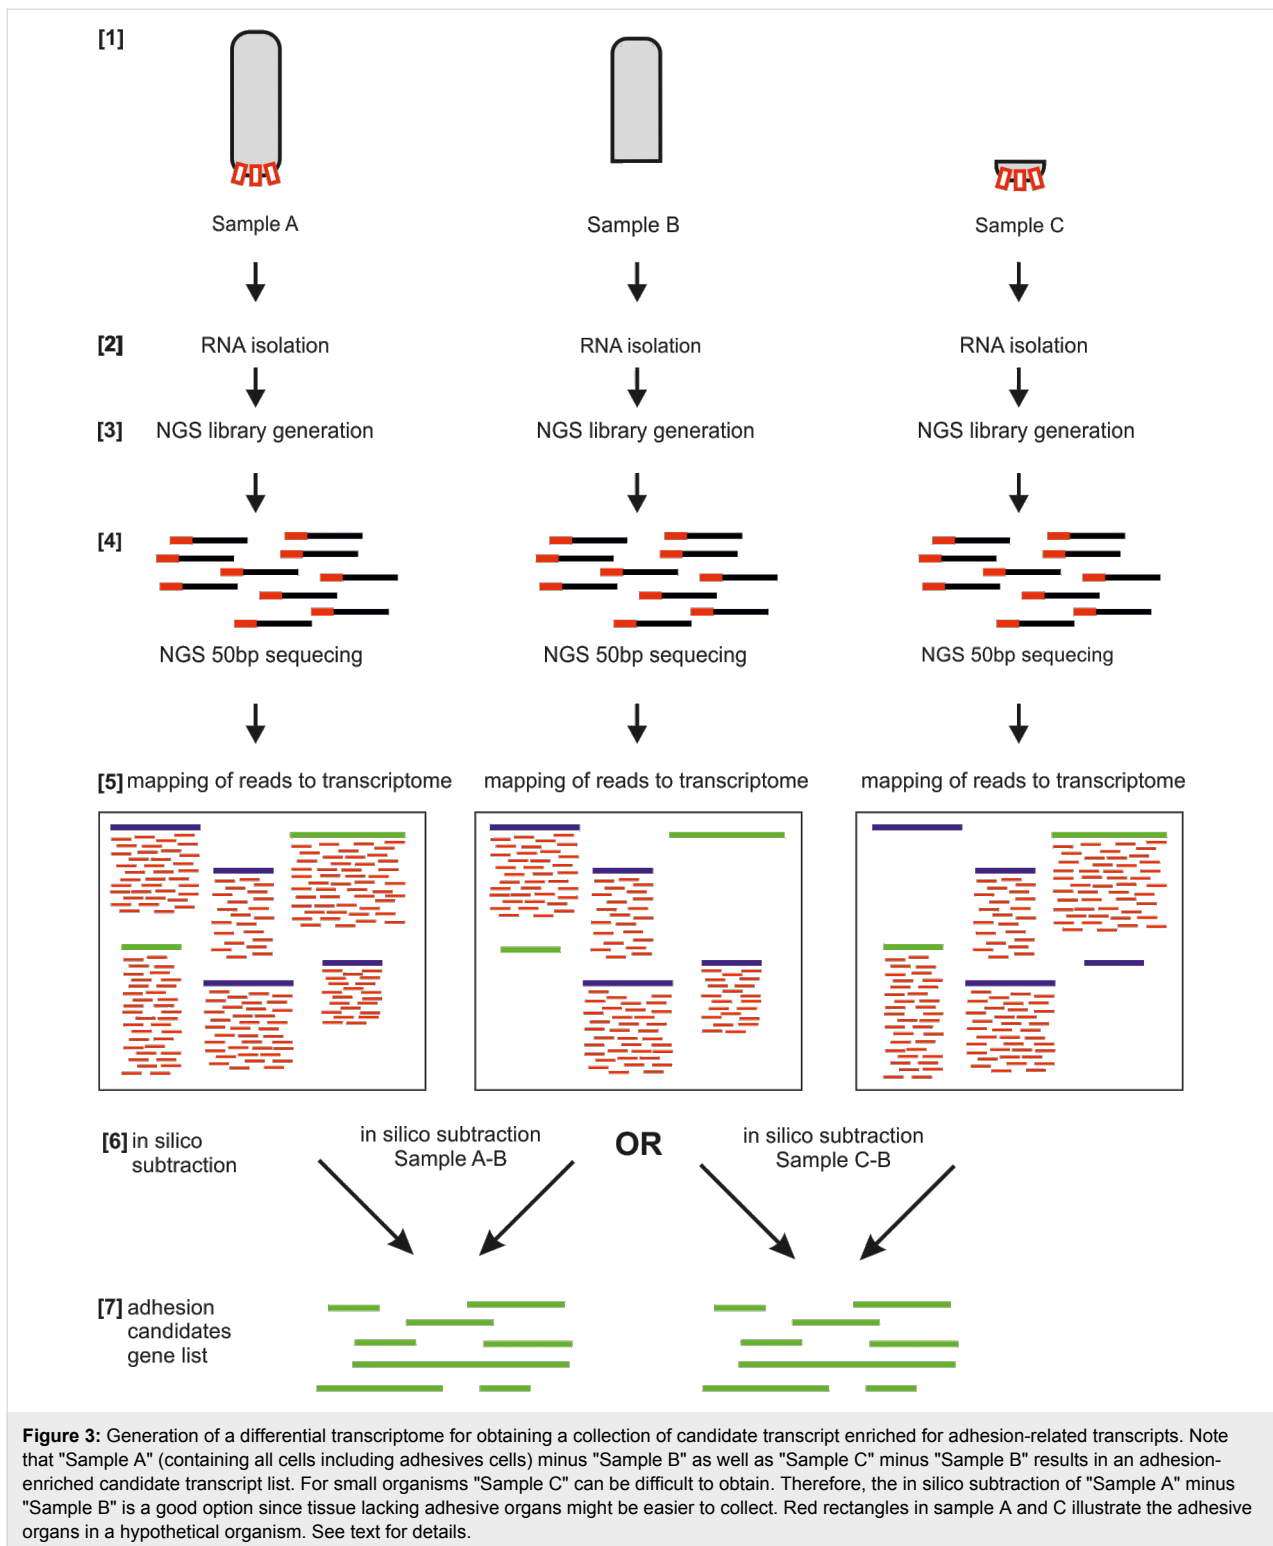 [1]
Sample A
Sample B
Sample C
[2]
RNA isolation
RNA isolation
RNA isolation
[3]
NGS library generation
NGS library generation
NGS library generation
[4]
NGS 50bp sequecing
NGS 50bp sequecing
NGS 50bp sequecing
[5] mapping of reads to transcriptome
mapping of reads to transcriptome
mapping of reads to transcriptome
[6] in silico
subtraction
in silico subtraction
Sample A-B
OR
in silico subtraction
Sample C-B
[7] adhesion
candidates
gene list
Figure 3: Generation of a differential transcriptome for obtaining a collection of candidate transcript enriched for adhesion-related transcripts. Note
that "Sample A" (containing all cells including adhesives cells) minus "Sample B" as well as "Sample C" minus "Sample B" results in an adhesion-
enriched candidate transcript list. For small organisms "Sample C" can be difficult to obtain. Therefore, the in silico subtraction of "Sample A" minus
"Sample B" is a good option since tissue lacking adhesive organs might be easier to collect. Red rectangles in sample A and C illustrate the adhesive
organs in a hypothetical organism. See text for details.